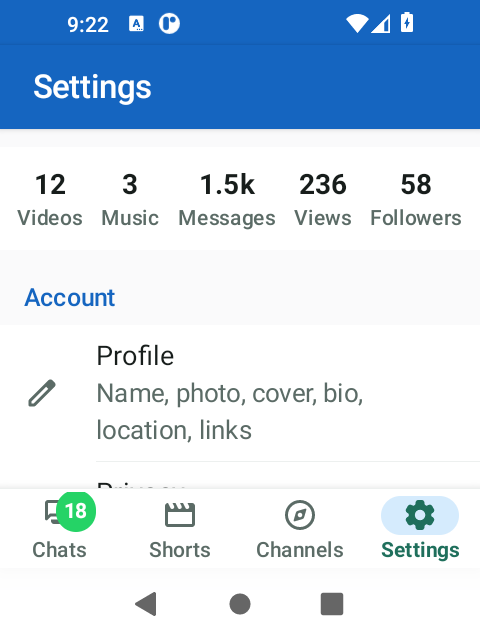 9:22
Settings
12 3 1.5k 236 58
Videos Music Messages Views Followers
Account
Profile
Name, photo, cover, bio,
location, links
18
Chats Shorts Channels Settings